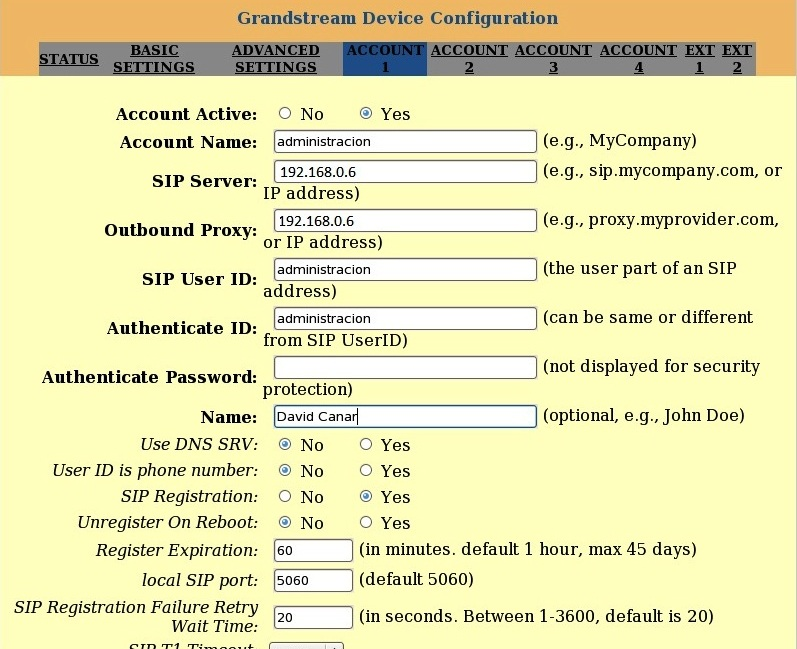 Grandstream Device Configuration
STATUS BASIC SETTINGS ADVANCED SETTINGS ACCOUNT 1 ACCOUNT 2 ACCOUNT 3 ACCOUNT 4 EXT 1 EXT 2
Account Active: No Yes
Account Name: administracion (e.g., MyCompany)
SIP Server: 192.168.0.6 (e.g., sip.mycompany.com, or
IP address)
Outbound Proxy: 192.168.0.6 (e.g., proxy.myprovider.com,
or IP address)
SIP User ID: administracion (the user part of an SIP
address)
Authenticate ID: administracion (can be same or different
from SIP UserID)
Authenticate Password: (not displayed for security
protection)
Name: David Canar (optional, e.g., John Doe)
Use DNS SRV: No Yes
User ID is phone number: No Yes
SIP Registration: No Yes
Unregister On Reboot: No Yes
Register Expiration: 60 (in minutes. default 1 hour, max 45 days)
local SIP port: 5060 (default 5060)
SIP Registration Failure Retry
Wait Time: 20 (in seconds. Between 1-3600, default is 20)
SIP T1 Timeout